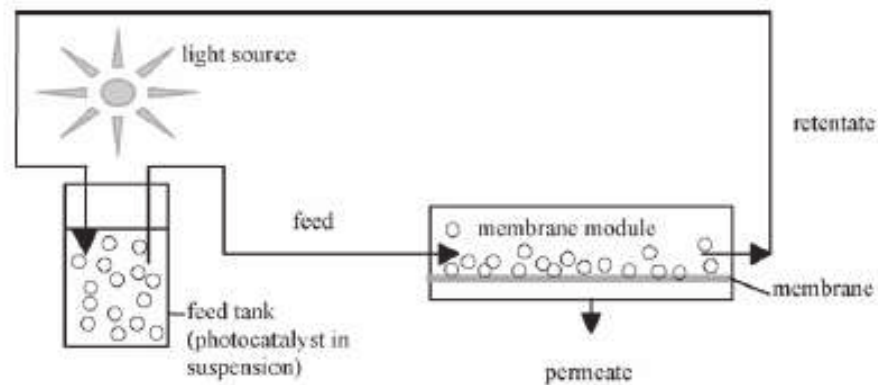 light source
retentate
feed
membrane module
membrane
feed tank
(photocatalyst in
suspension)
permeate